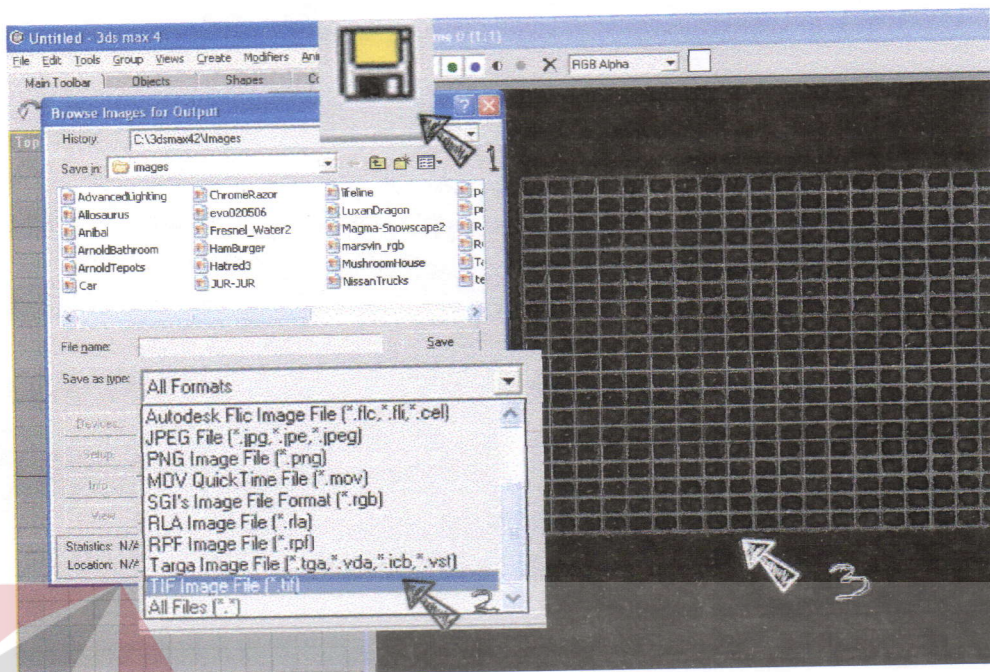 Untitled - 3ds max 4
(1:1)
File Edit Tools Group Views Create Modifiers
RGB Alpha
Main Toolbar Objects Shapes
Browse Images for Output
Top
History: C:\3dsmax42\Images
1
Save in: images
AdvancedLighting ChromeRazor lifeline
Allosaurus evo020506 LuxanDragon
Anibal Fresnel_Water2 Magma-Snowscape2
ArnoldBathroom HamBurger marsvin_rgb
ArnoldTepots Hatred3 MushroomHouse
Car JUR-JUR NissanTrucks
File name: Save
Save as type: All Formats
Autodesk Flic Image File (*.flc,*.fli,*.cel)
Devices...
JPEG File (*.jpg,*.jpe,*.jpeg)
PNG Image File (*.png)
Setup...
MOV QuickTime File (*.mov)
Info...
SGI's Image File Format (*.rgb)
View
RLA Image File (*.rla)
Statistics: N/A
RPF Image File (*.rpf)
Location: N/A
Targa Image File (*.tga,*.vda,*.icb,*.vst)
TIF Image File (*.tif)
2
3
All Files (*.*)